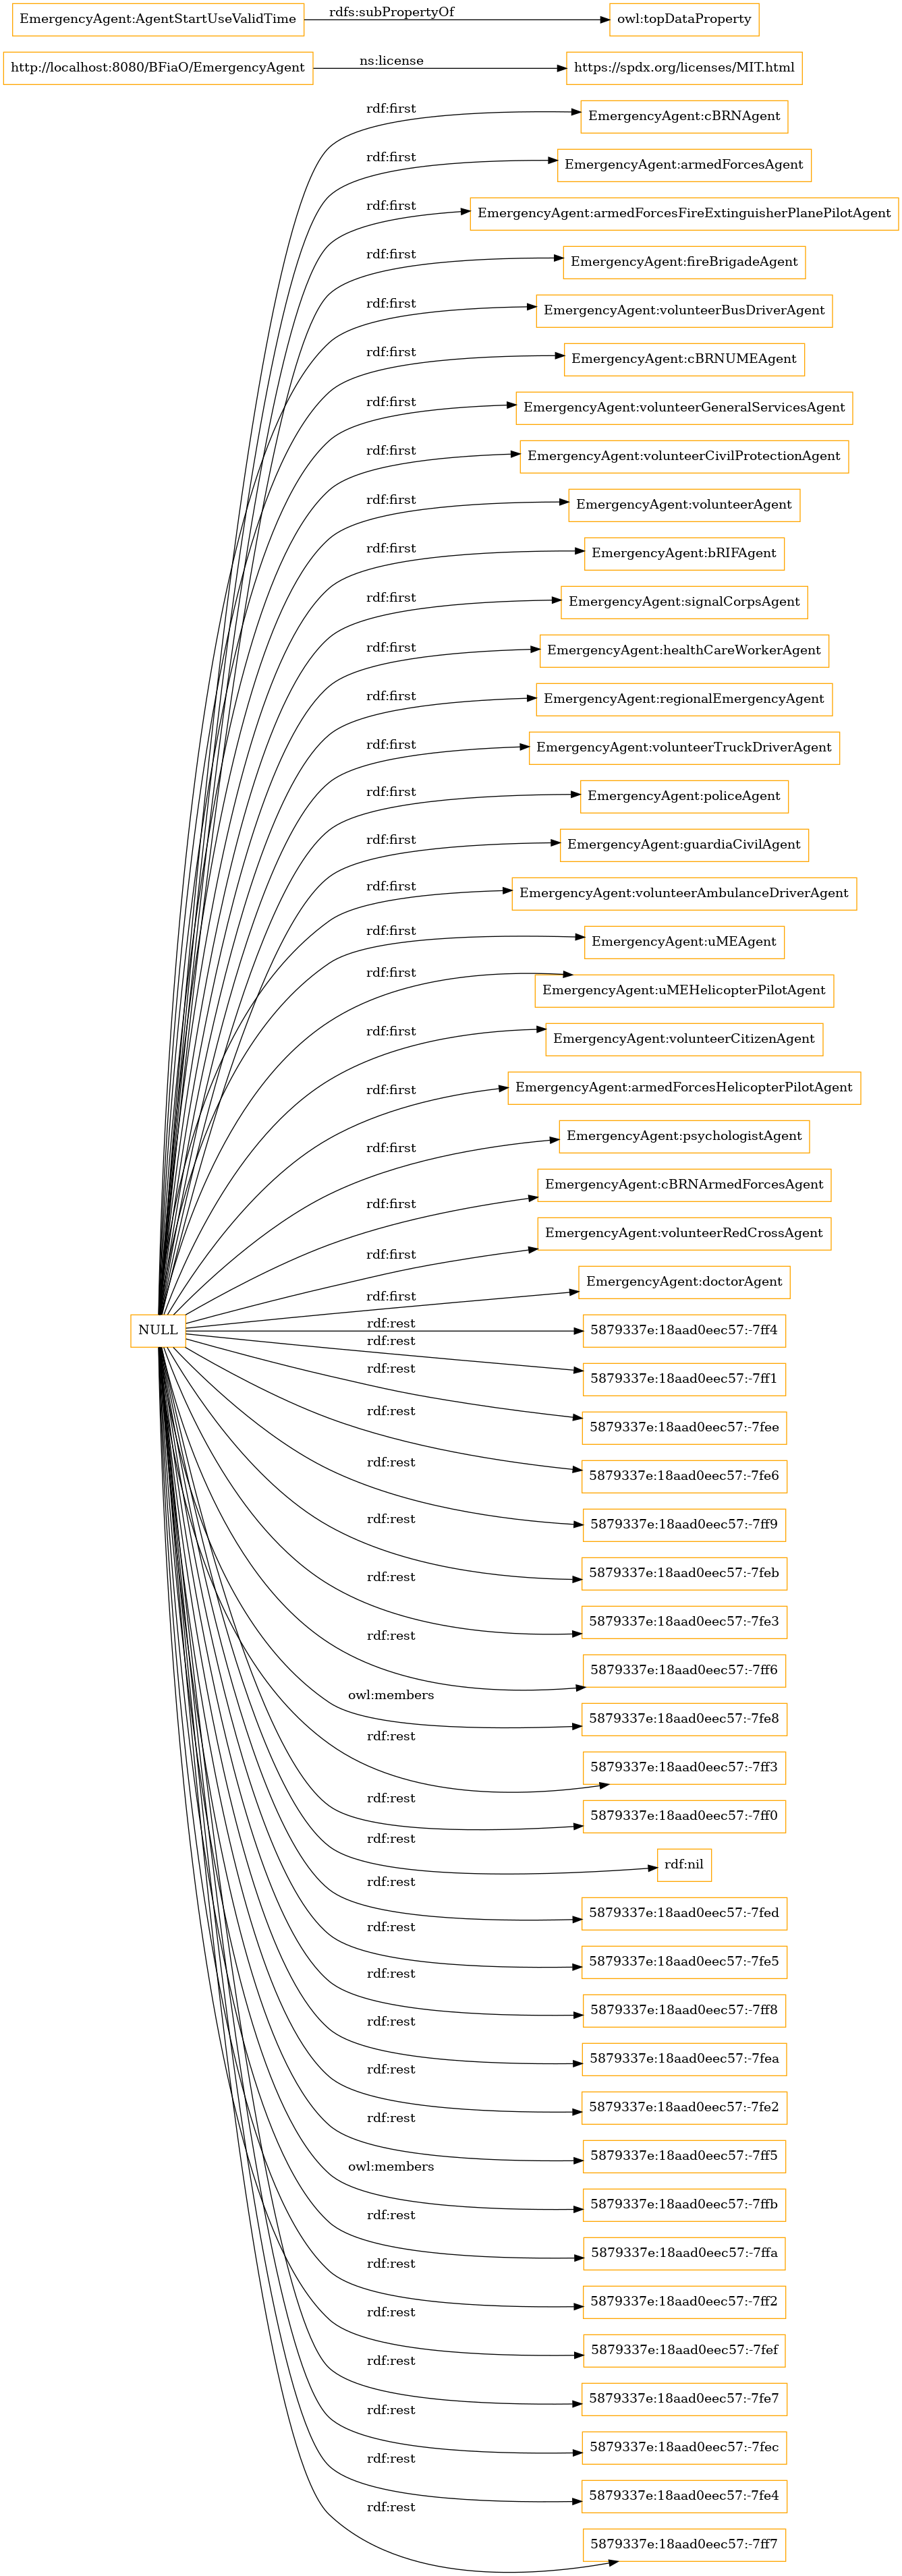 EmergencyAgent:AgentStartUseValidTime
rdfs:subPropertyOf
owl:topDataProperty
http://localhost:8080/BFiaO/EmergencyAgent
ns:license
https://spdx.org/licenses/MIT.html
rdf:first
EmergencyAgent:cBRNAgent
rdf:first
EmergencyAgent:armedForcesAgent
rdf:first
EmergencyAgent:armedForcesFireExtinguisherPlanePilotAgent
rdf:first
EmergencyAgent:fireBrigadeAgent
rdf:first
EmergencyAgent:volunteerBusDriverAgent
rdf:first
EmergencyAgent:cBRNUMEAgent
rdf:first
EmergencyAgent:volunteerGeneralServicesAgent
rdf:first
EmergencyAgent:volunteerCivilProtectionAgent
rdf:first
EmergencyAgent:volunteerAgent
rdf:first
EmergencyAgent:bRIFAgent
rdf:first
EmergencyAgent:signalCorpsAgent
rdf:first
EmergencyAgent:healthCareWorkerAgent
rdf:first
EmergencyAgent:regionalEmergencyAgent
rdf:first
EmergencyAgent:volunteerTruckDriverAgent
rdf:first
EmergencyAgent:policeAgent
rdf:first
EmergencyAgent:guardiaCivilAgent
rdf:first
EmergencyAgent:volunteerAmbulanceDriverAgent
rdf:first
EmergencyAgent:uMEAgent
rdf:first
EmergencyAgent:uMEHelicopterPilotAgent
rdf:first
EmergencyAgent:volunteerCitizenAgent
rdf:first
EmergencyAgent:armedForcesHelicopterPilotAgent
rdf:first
EmergencyAgent:psychologistAgent
rdf:first
EmergencyAgent:cBRNArmedForcesAgent
rdf:first
EmergencyAgent:volunteerRedCrossAgent
rdf:first
EmergencyAgent:doctorAgent
NULL
rdf:rest
5879337e:18aad0eec57:-7ff4
rdf:rest
5879337e:18aad0eec57:-7ff1
rdf:rest
5879337e:18aad0eec57:-7fee
rdf:rest
5879337e:18aad0eec57:-7fe6
rdf:rest
5879337e:18aad0eec57:-7ff9
rdf:rest
5879337e:18aad0eec57:-7feb
rdf:rest
5879337e:18aad0eec57:-7fe3
rdf:rest
5879337e:18aad0eec57:-7ff6
owl:members
5879337e:18aad0eec57:-7fe8
rdf:rest
5879337e:18aad0eec57:-7ff3
rdf:rest
5879337e:18aad0eec57:-7ff0
rdf:rest
rdf:nil
rdf:rest
5879337e:18aad0eec57:-7fed
rdf:rest
5879337e:18aad0eec57:-7fe5
rdf:rest
5879337e:18aad0eec57:-7ff8
rdf:rest
5879337e:18aad0eec57:-7fea
rdf:rest
5879337e:18aad0eec57:-7fe2
rdf:rest
5879337e:18aad0eec57:-7ff5
owl:members
5879337e:18aad0eec57:-7ffb
rdf:rest
5879337e:18aad0eec57:-7ffa
rdf:rest
5879337e:18aad0eec57:-7ff2
rdf:rest
5879337e:18aad0eec57:-7fef
rdf:rest
5879337e:18aad0eec57:-7fe7
rdf:rest
5879337e:18aad0eec57:-7fec
rdf:rest
5879337e:18aad0eec57:-7fe4
rdf:rest
5879337e:18aad0eec57:-7ff7